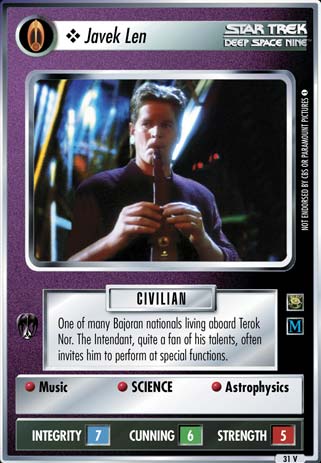 Javek Len
STAR TREK
DEEP SPACE NINE
NOT ENDORSED BY CBS OR PARAMOUNT PICTURES
CIVILIAN
One of many Bajoran nationals living aboard Terok
Nor. The Intendant, quite a fan of his talents, often
invites him to perform at special functions.
M
Music SCIENCE Astrophysics
INTEGRITY 7 CUNNING 6 STRENGTH 5
31 V